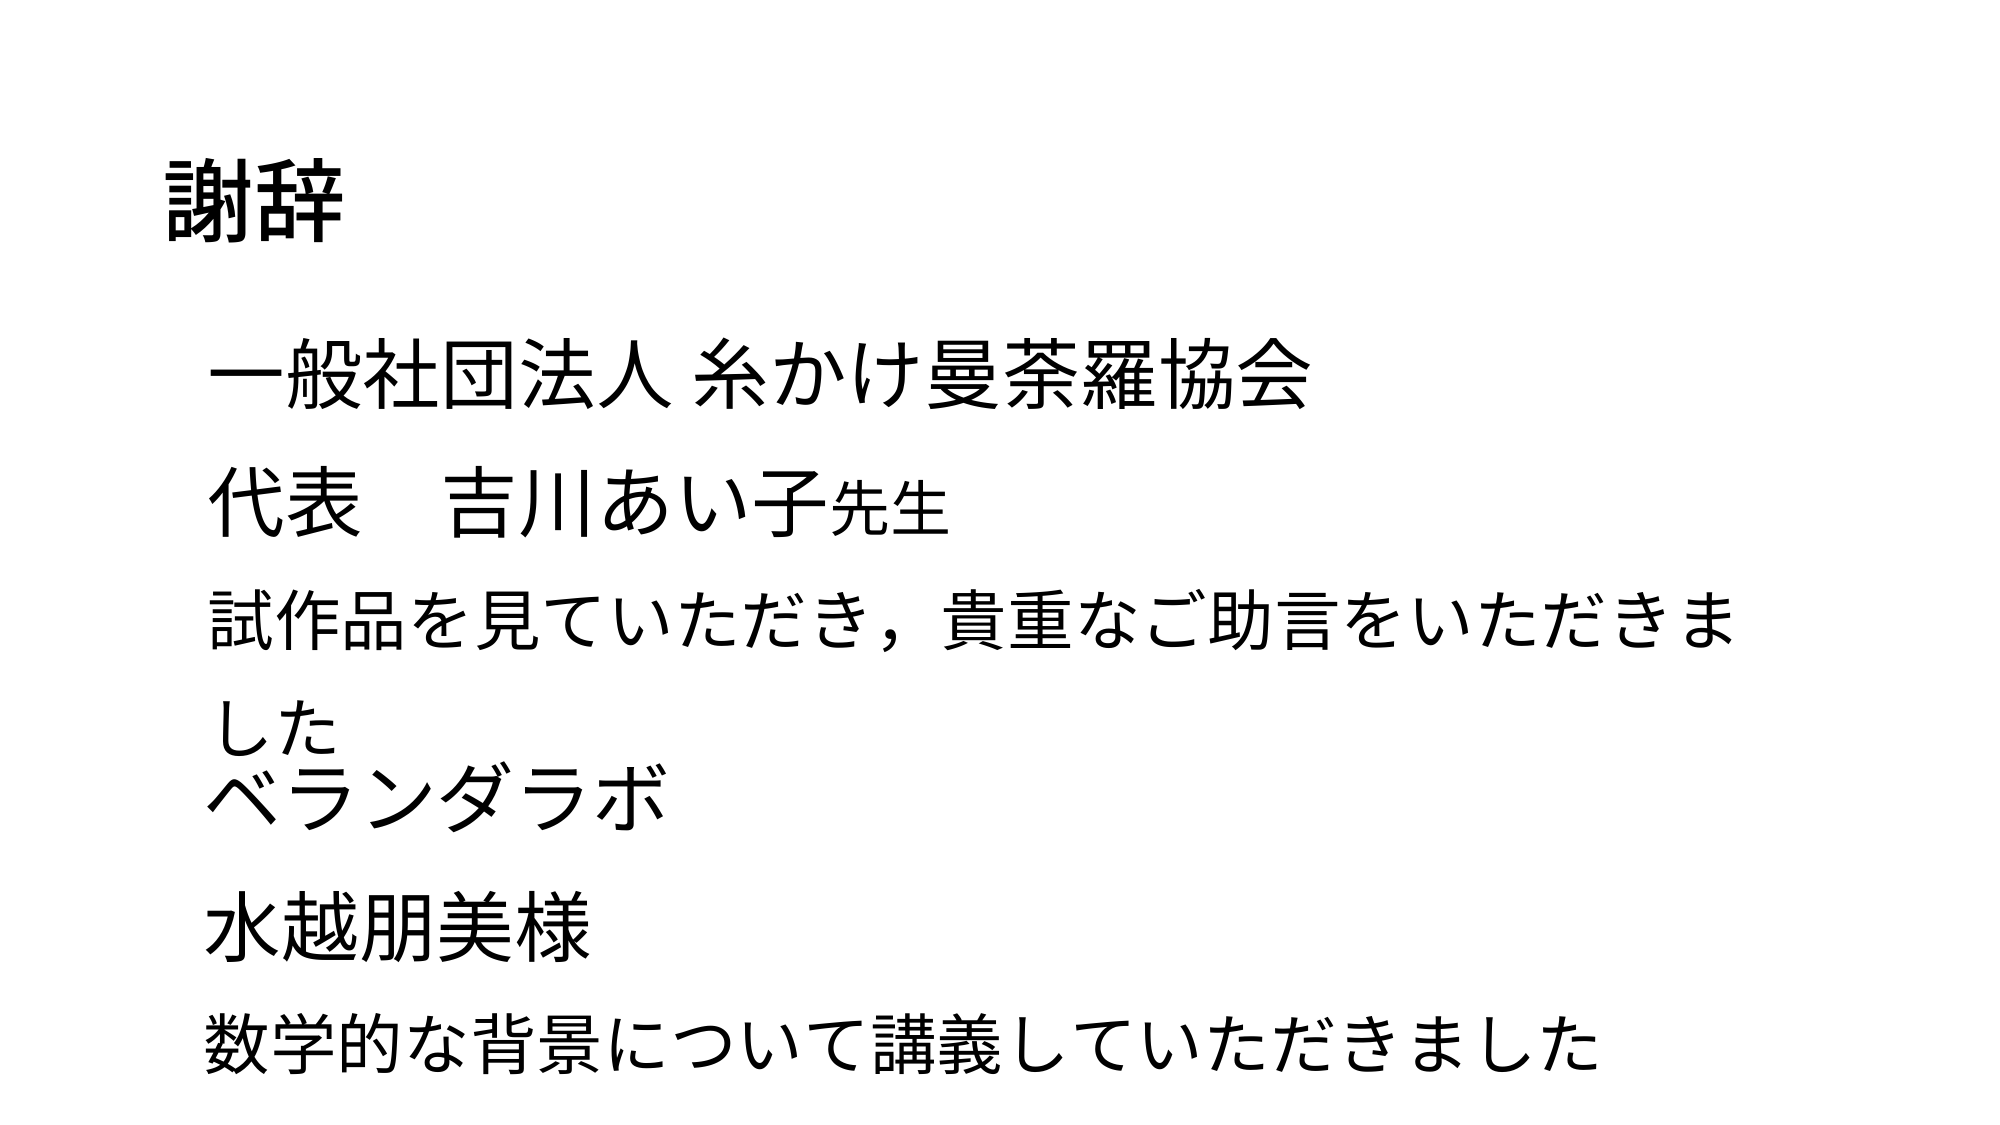 謝辞
一般社団法人 糸かけ曼荼羅協会
代表　吉川あい子先生
試作品を見ていただき，貴重なご助言をいただきま
した
ベランダラボ
水越朋美様
数学的な背景について講義していただきました